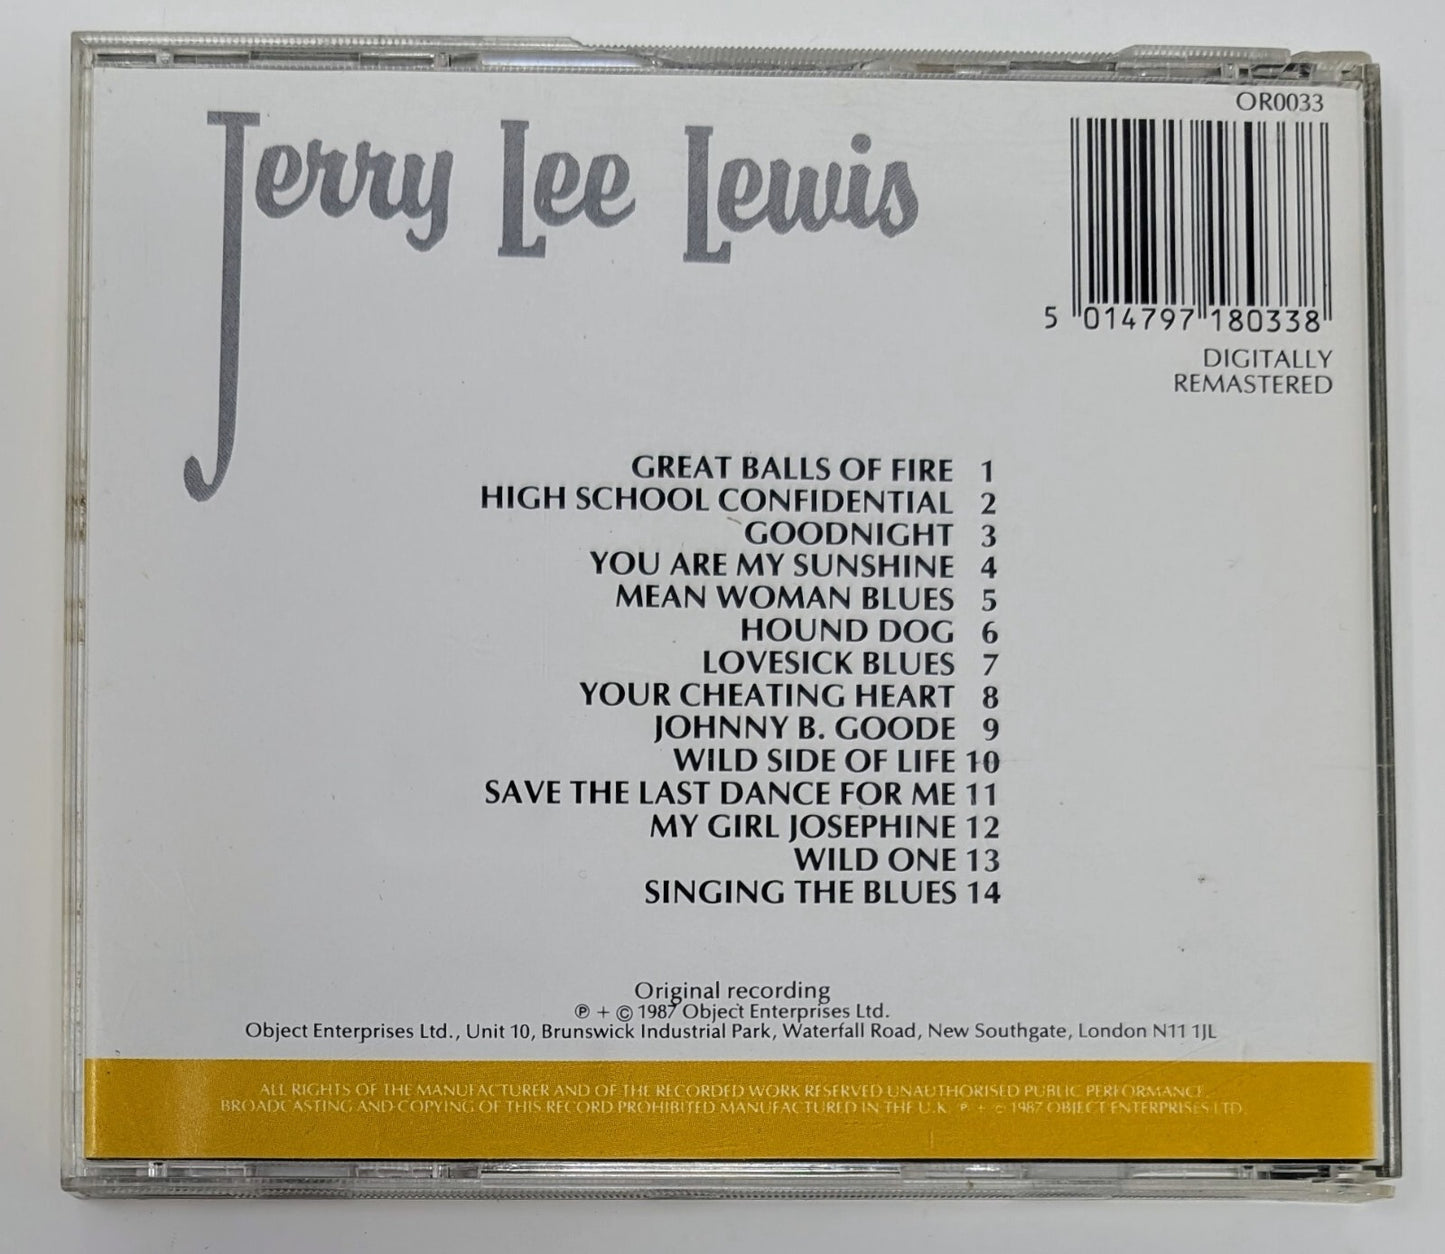 Jerry Lee Lewis
OR0033
5 014797 180338
DIGITALLY
REMASTERED
GREAT BALLS OF FIRE 1
HIGH SCHOOL CONFIDENTIAL 2
GOODNIGHT 3
YOU ARE MY SUNSHINE 4
MEAN WOMAN BLUES 5
HOUND DOG 6
LOVESICK BLUES 7
YOUR CHEATING HEART 8
JOHNNY B. GOODE 9
WILD SIDE OF LIFE 10
SAVE THE LAST DANCE FOR ME 11
MY GIRL JOSEPHINE 12
WILD ONE 13
SINGING THE BLUES 14
Original recording
℗ + © 1987 Object Enterprises Ltd.
Object Enterprises Ltd., Unit 10, Brunswick Industrial Park, Waterfall Road, New Southgate, London N11 1JL
ALL RIGHTS OF THE MANUFACTURER AND OF THE RECORDED WORK RESERVED UNAUTHORISED PUBLIC PERFORMANCE,
BROADCASTING AND COPYING OF THIS RECORD PROHIBITED MANUFACTURED IN THE U.K. ℗ + © 1987 OBJECT ENTERPRISES LTD.